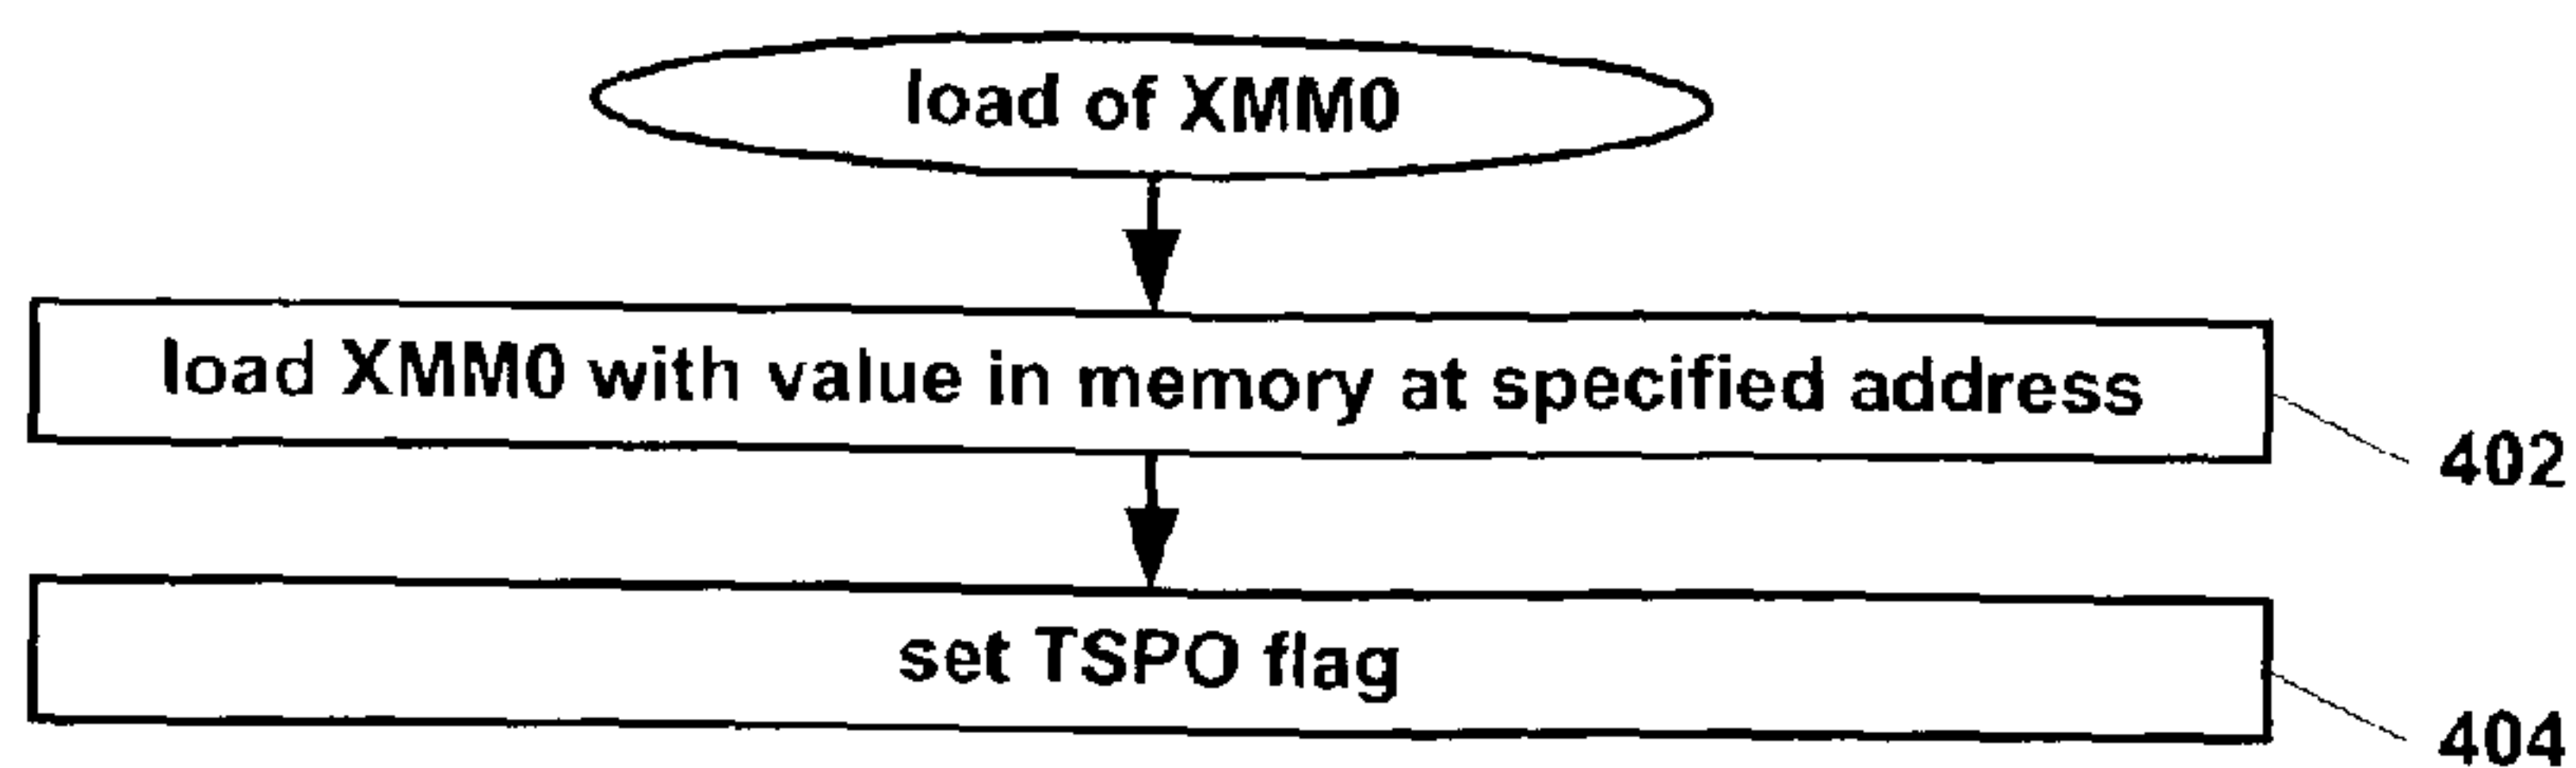 load of XMM0
load XMM0 with value in memory at specified address
402
set TSPO flag
404